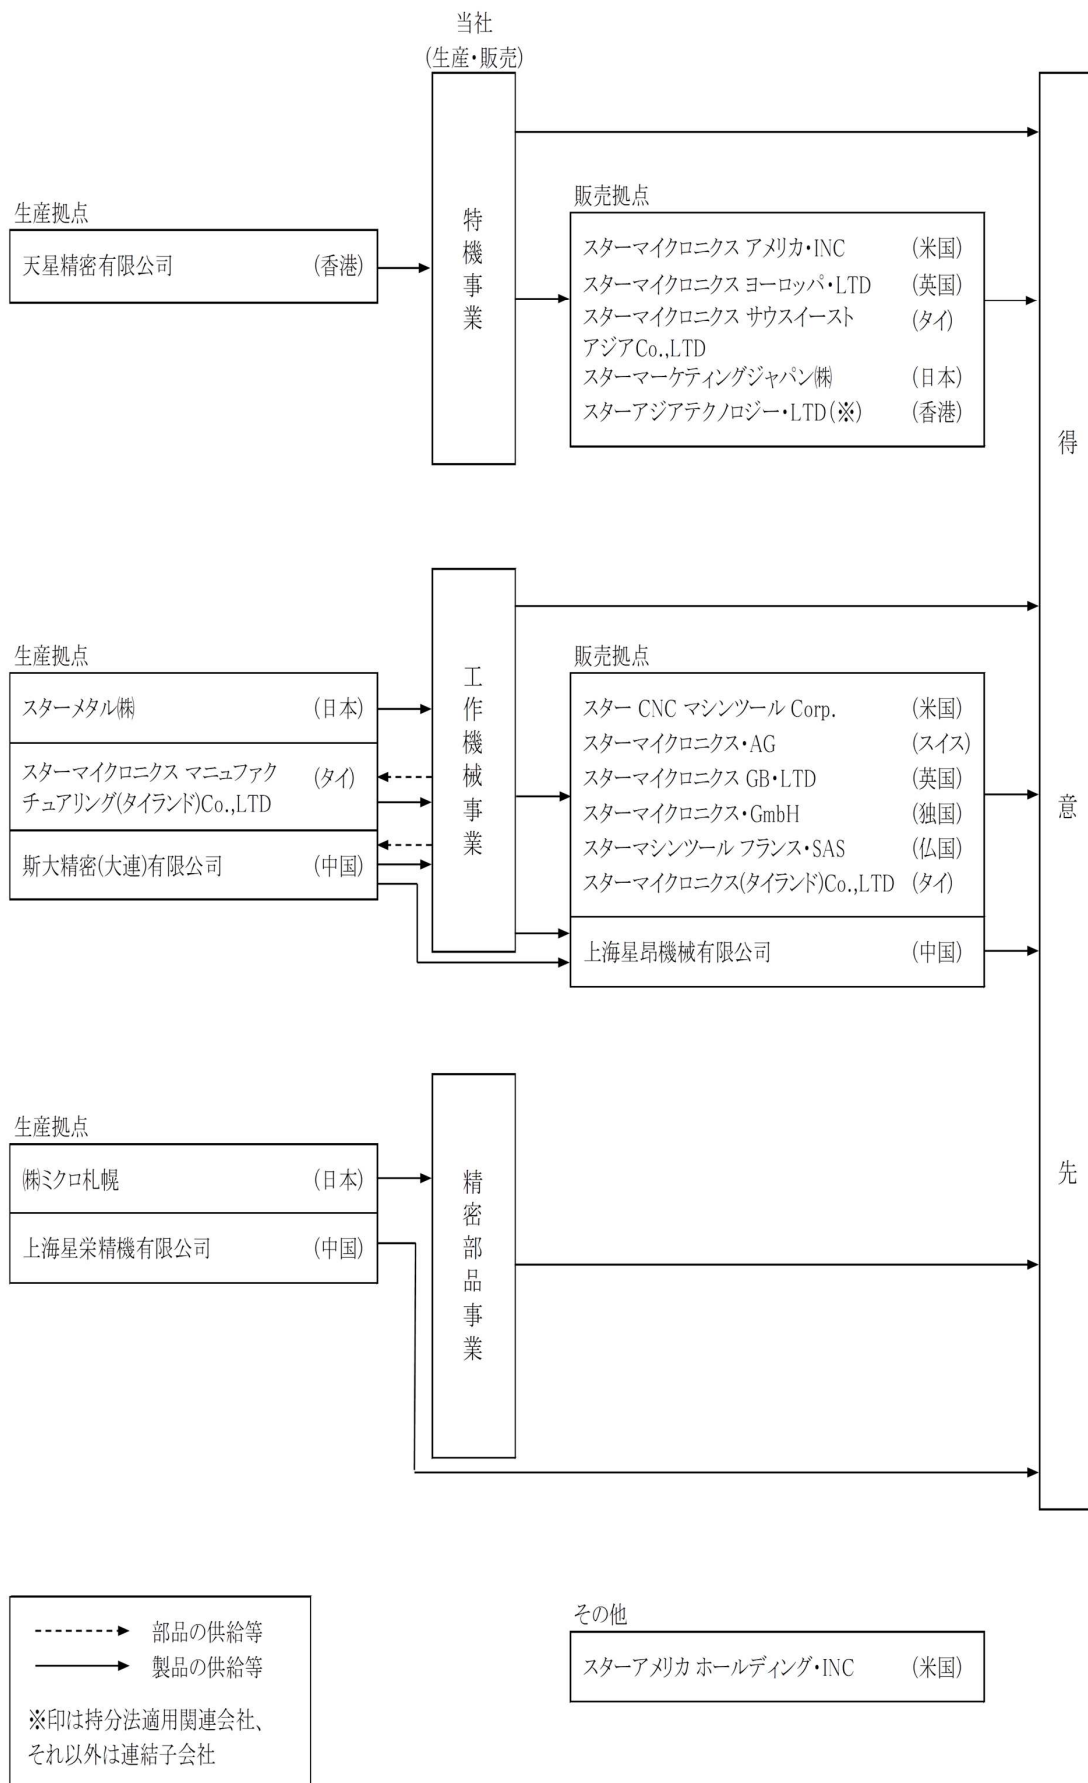 当社
(生産・販売)
特機事業
生産拠点
天星精密有限公司 (香港)
販売拠点
スターマイクロニクス アメリカ・INC (米国)
スターマイクロニクス ヨーロッパ・LTD (英国)
スターマイクロニクス サウスイースト (タイ)
アジアCo.,LTD
スターマーケティングジャパン㈱ (日本)
スターアジアテクノロジー・LTD(※) (香港)
得意先
工作機械事業
生産拠点
スターメタル㈱ (日本)
スターマイクロニクス マニュファク (タイ)
チュアリング(タイランド)Co.,LTD
斯大精密(大連)有限公司 (中国)
販売拠点
スター CNC マシンツール Corp. (米国)
スターマイクロニクス・AG (スイス)
スターマイクロニクス GB・LTD (英国)
スターマイクロニクス・GmbH (独国)
スターマシンツール フランス・SAS (仏国)
スターマイクロニクス(タイランド)Co.,LTD (タイ)
上海星昂機械有限公司 (中国)
精密部品事業
生産拠点
㈱ミクロ札幌 (日本)
上海星栄精機有限公司 (中国)
部品の供給等
製品の供給等
※印は持分法適用関連会社、
それ以外は連結子会社
その他
スターアメリカ ホールディング・INC (米国)